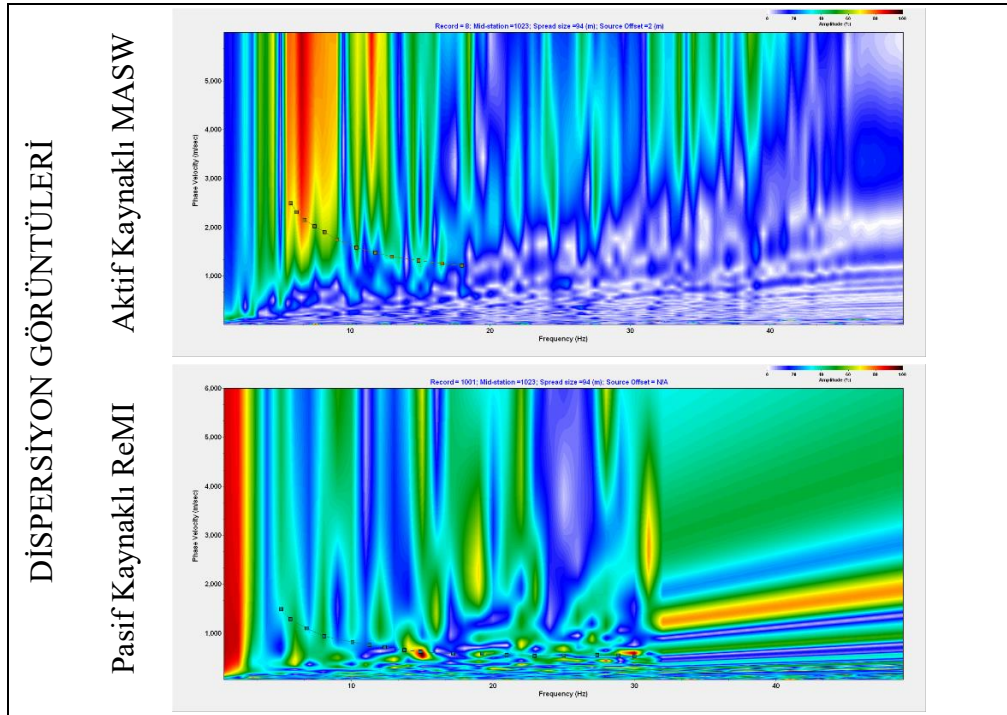 DİSPERSİYON GÖRÜNTÜLERİ
Aktif Kaynaklı MASW
Record = 8; Mid-station =1023; Spread size =94 (m); Source Offset =2 (m)
Amplitude (%)
5,000
4,000
3,000
2,000
1,000
Phase Velocity (m/sec)
10 20 30 40
Frequency (Hz)
Pasif Kaynaklı ReMI
Record = 1001; Mid-station =1023; Spread size =94 (m); Source Offset = N/A
Amplitude (%)
6,000
5,000
4,000
3,000
2,000
1,000
Phase Velocity (m/sec)
10 20 30 40
Frequency (Hz)